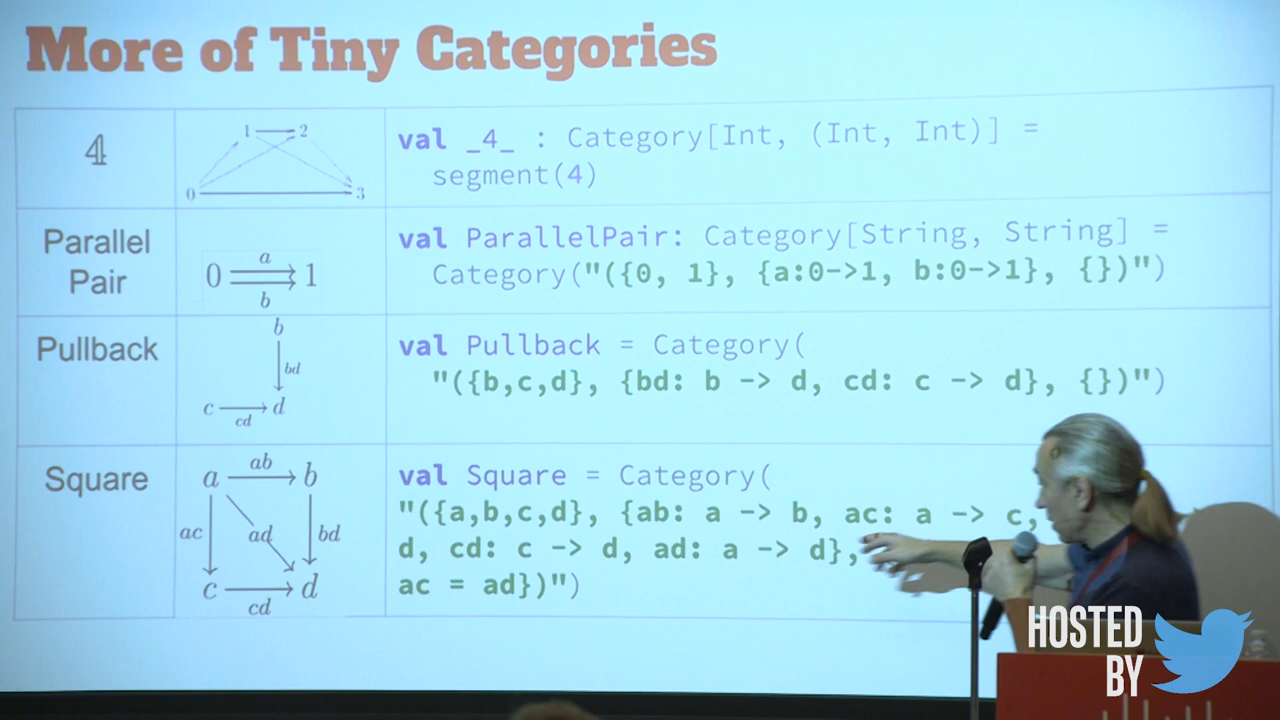 More of Tiny Categories
𝟜
1 2
0 3
val _4_ : Category[Int, (Int, Int)] =
segment(4)
Parallel
Pair
a
0 1
b
val ParallelPair: Category[String, String] =
Category("({0, 1}, {a:0->1, b:0->1}, {})")
Pullback
b
bd
c d
cd
val Pullback = Category(
"({b,c,d}, {bd: b -> d, cd: c -> d}, {})")
Square
ab
a b
ac ad bd
c d
cd
val Square = Category(
"({a,b,c,d}, {ab: a -> b, ac: a -> c,
d, cd: c -> d, ad: a -> d},
ac = ad})")
HOSTED
BY